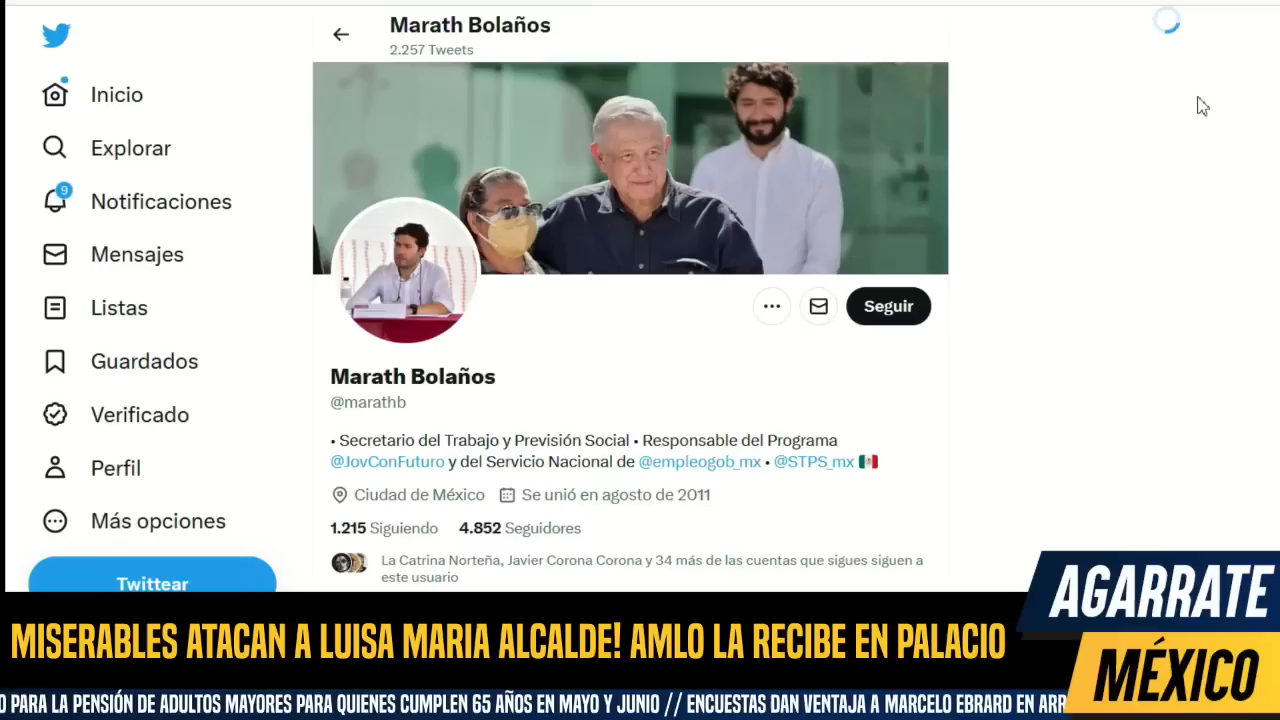 Marath Bolaños
2.257 Tweets
Inicio
Explorar
9
Notificaciones
Mensajes
Listas
Guardados
Verificado
Perfil
Más opciones
Twittear
Seguir
Marath Bolaños
@marathb
• Secretario del Trabajo y Previsión Social • Responsable del Programa
@JovConFuturo y del Servicio Nacional de @empleogob_mx • @STPS_mx 🇲🇽
Ciudad de México Se unió en agosto de 2011
1.215 Siguiendo 4.852 Seguidores
La Catrina Norteña, Javier Corona Corona y 34 más de las cuentas que sigues siguen a
este usuario
AGARRATE
MÉXICO
MISERABLES ATACAN A LUISA MARIA ALCALDE! AMLO LA RECIBE EN PALACIO
O PARA LA PENSIÓN DE ADULTOS MAYORES PARA QUIENES CUMPLEN 65 AÑOS EN MAYO Y JUNIO // ENCUESTAS DAN VENTAJA A MARCELO EBRARD EN ARR